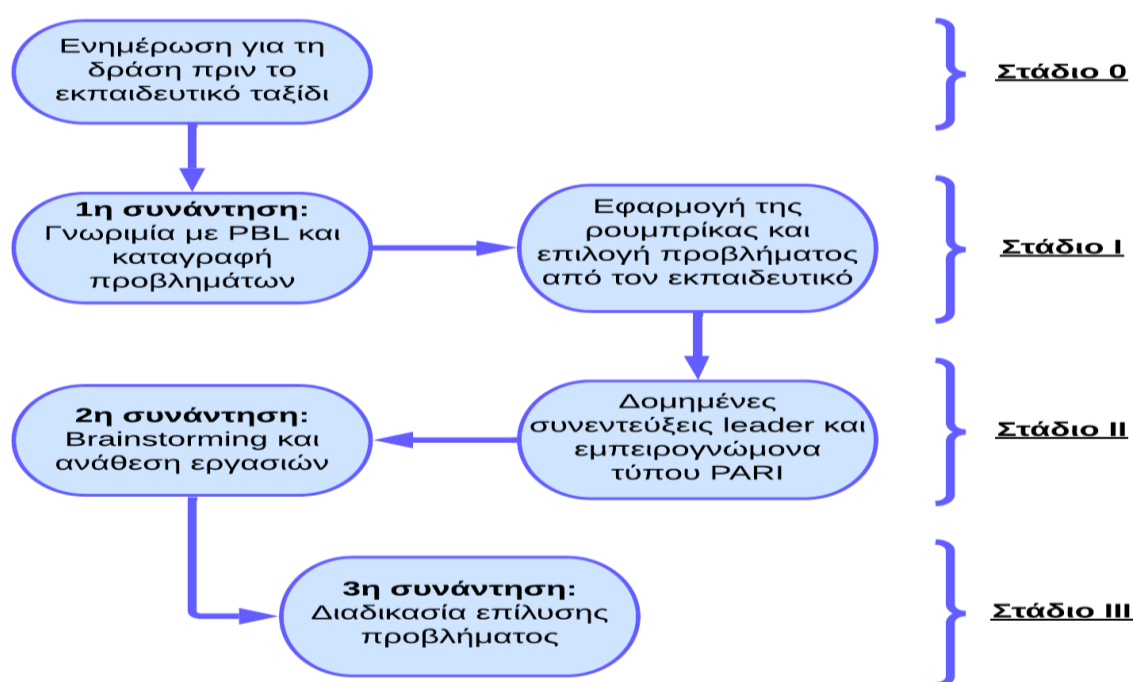 Ενημέρωση για τη
δράση πριν το
εκπαιδευτικό ταξίδι
Στάδιο 0
1η συνάντηση:
Γνωριμία με PBL και
καταγραφή
προβλημάτων
Εφαρμογή της
ρουμπρίκας και
επιλογή προβλήματος
από τον εκπαιδευτικό
Στάδιο I
2η συνάντηση:
Brainstorming και
ανάθεση εργασιών
Δομημένες
συνεντεύξεις leader και
εμπειρογνώμονα
τύπου PARI
Στάδιο II
3η συνάντηση:
Διαδικασία επίλυσης
προβλήματος
Στάδιο III